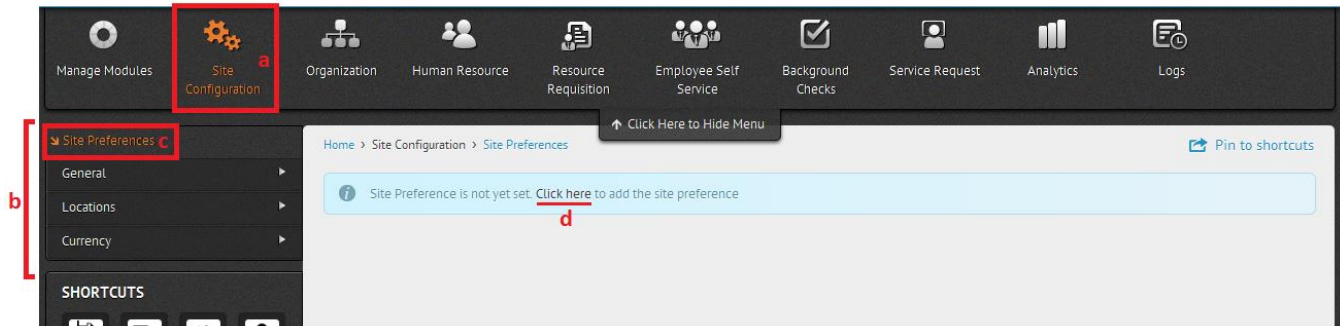 Manage Modules
Site
Configuration
a
Organization
Human Resource
Resource
Requisition
Employee Self
Service
Background
Checks
Service Request
Analytics
Logs
↑ Click Here to Hide Menu
b
Site Preferences c
General
Locations
Currency
SHORTCUTS
Home > Site Configuration > Site Preferences
Pin to shortcuts
Site Preference is not yet set. Click here to add the site preference
d